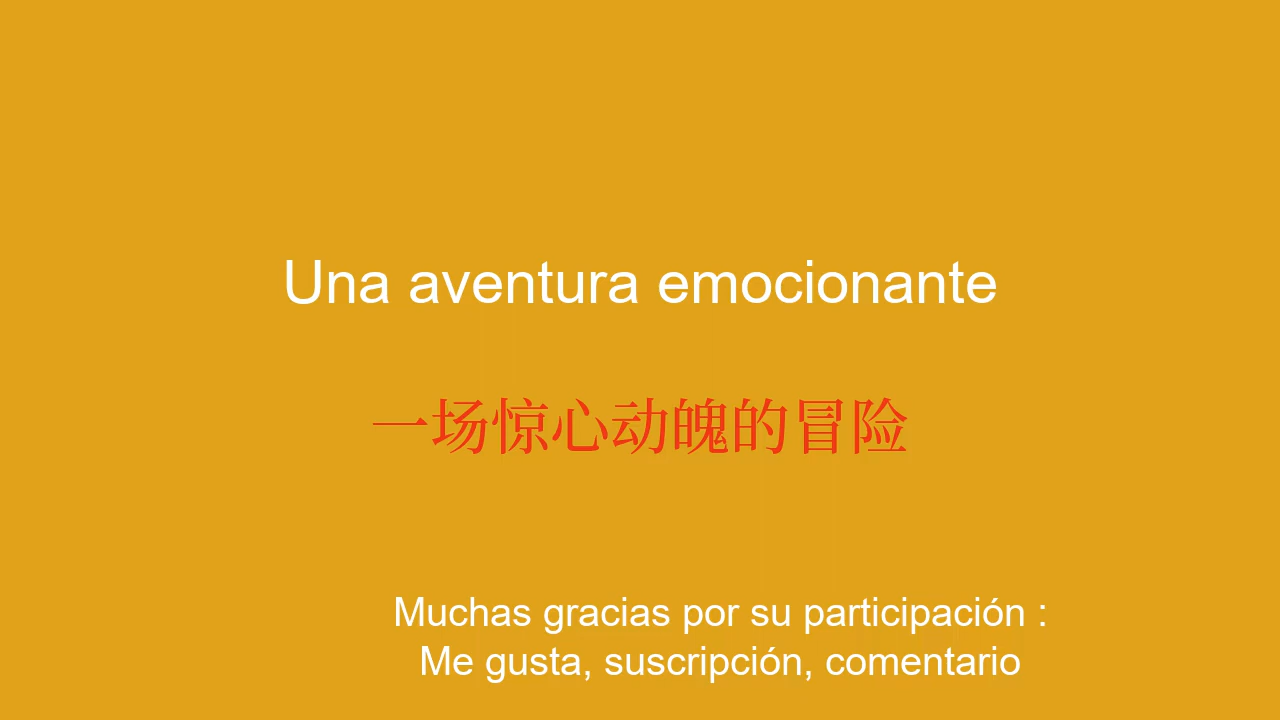 Una aventura emocionante
一场惊心动魄的冒险
Muchas gracias por su participación :
Me gusta, suscripción, comentario